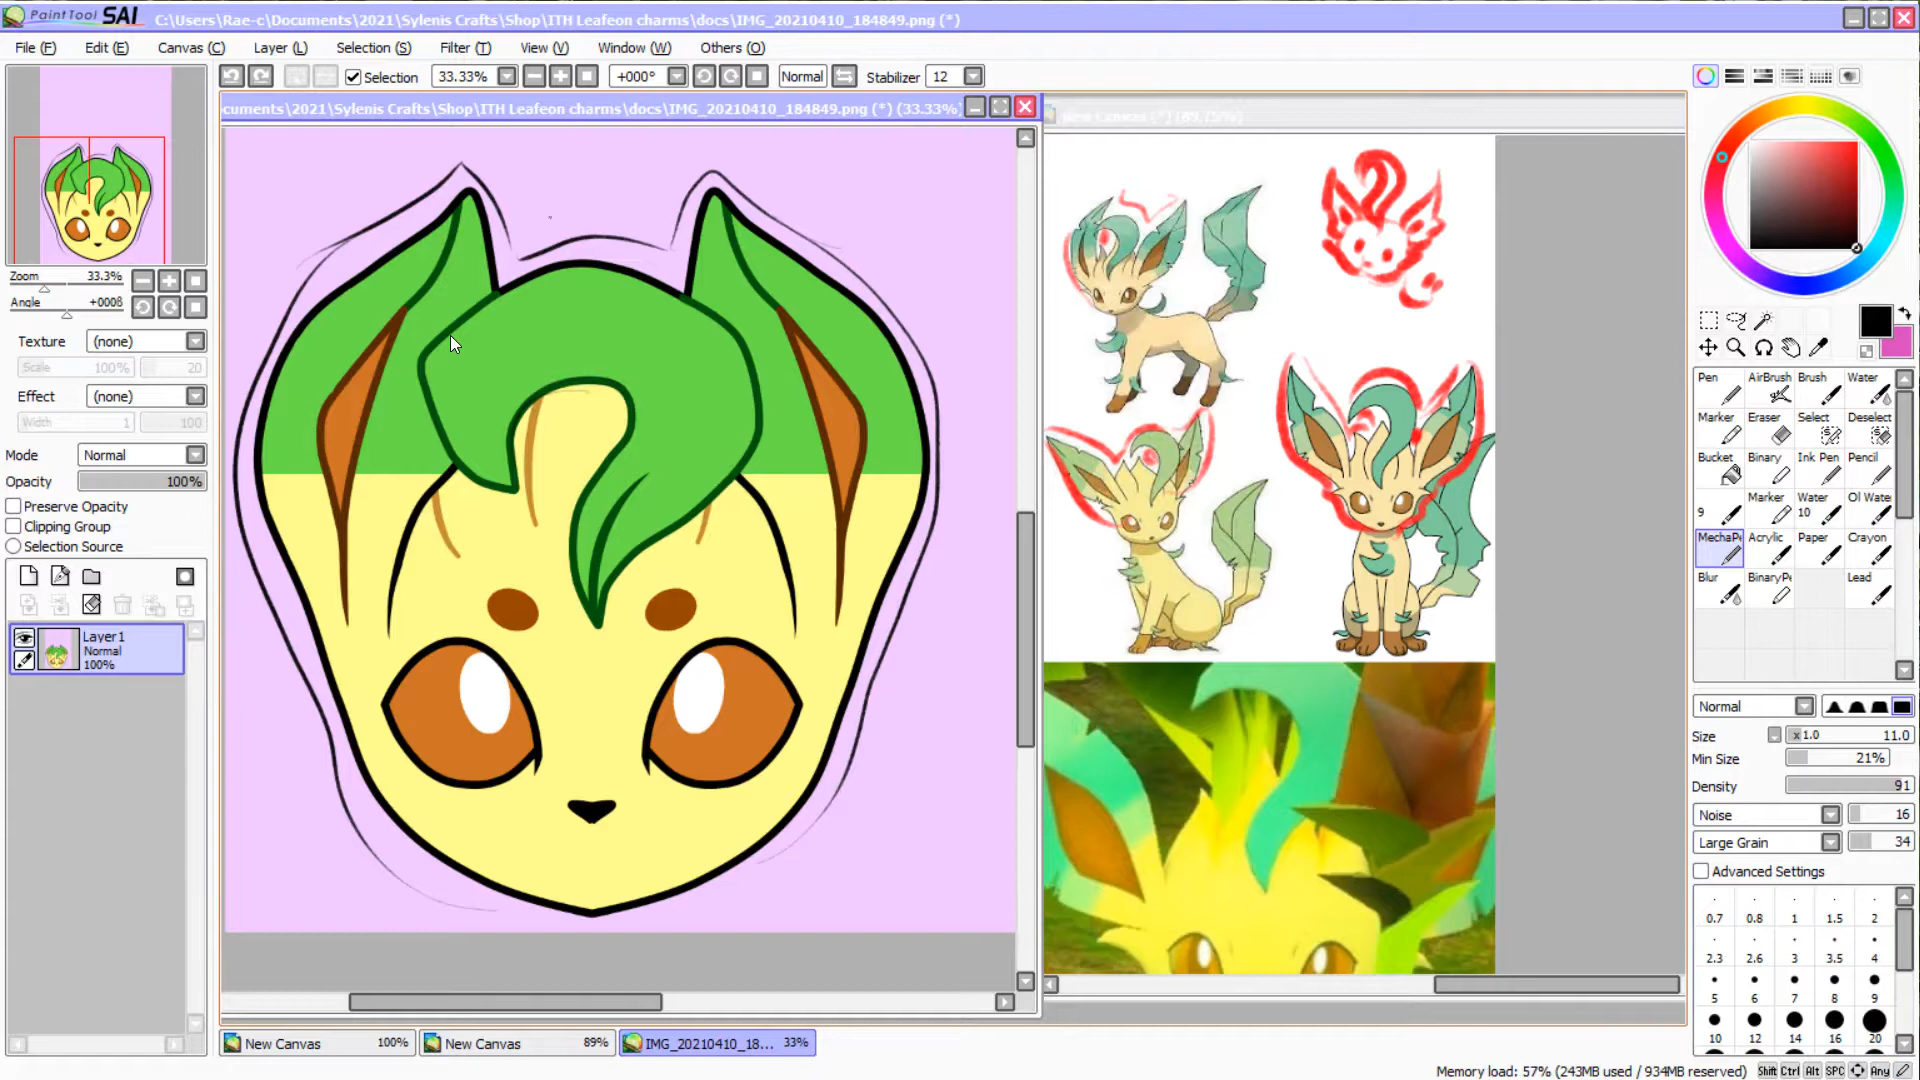 PaintTool SAI C:\Users\Rae-c\Documents\2021\Sylenis Crafts\Shop\ITH Leafeon charms\docs\IMG_20210410_184849.png (*)
File (F) Edit (E) Canvas (C) Layer (L) Selection (S) Filter (T) View (V) Window (W) Others (O)
Selection 33.33% +000° Normal Stabilizer 12
cuments\2021\Sylenis Crafts\Shop\ITH Leafeon charms\docs\IMG_20210410_184849.png (*) (33.33%)
Zoom 33.3%
Angle +000ß
Texture (none)
Scale 100% 20
Effect (none)
Width 1 100
Mode Normal
Opacity 100%
Preserve Opacity
Clipping Group
Selection Source
Layer1
Normal
100%
Pen AirBrush Brush Water
Marker Eraser Select Deselect
Bucket Binary Ink Pen Pencil
9 Marker Water 10 Ol Wate
MechaPe Acrylic Paper Crayon
Blur BinaryPe Lead
Normal
Size x1.0 11.0
Min Size 21%
Density 91
Noise 16
Large Grain 34
Advanced Settings
0.7 0.8 1 1.5 2
2.3 2.6 3 3.5 4
5 6 7 8 9
10 12 14 16 20
New Canvas 100% New Canvas 89% IMG_20210410_18... 33%
Memory load: 57% (243MB used / 934MB reserved) Shift Ctrl Alt SPC Any